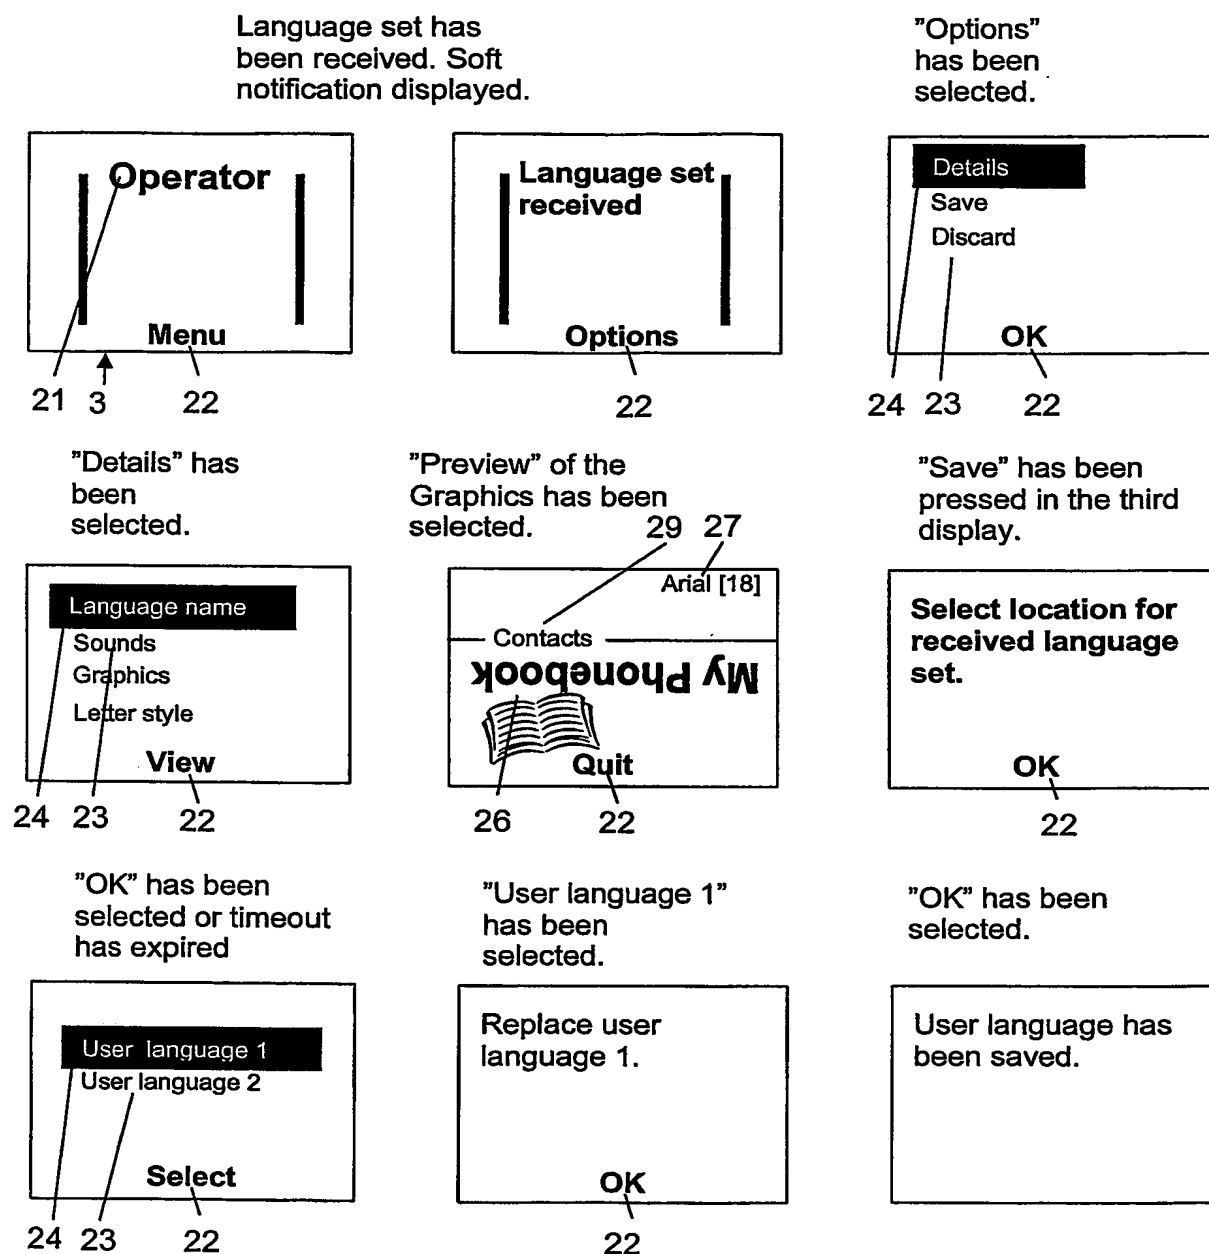 Language set has
been received. Soft
notification displayed.
"Options"
has been
selected.
Operator
Menu
21 3 22
Language set
received
Options
22
Details
Save
Discard
OK
24 23 22
"Details" has
been
selected.
"Preview" of the
Graphics has been
selected.
29 27
"Save" has been
pressed in the third
display.
Language name
Sounds
Graphics
Letter style
View
24 23 22
Arial [18]
Contacts
My Phonebook
Quit
26 22
Select location for
received language
set.
OK
22
"OK" has been
selected or timeout
has expired
"User language 1"
has been
selected.
"OK" has been
selected.
User language 1
User language 2
Select
24 23 22
Replace user
language 1.
OK
22
User language has
been saved.